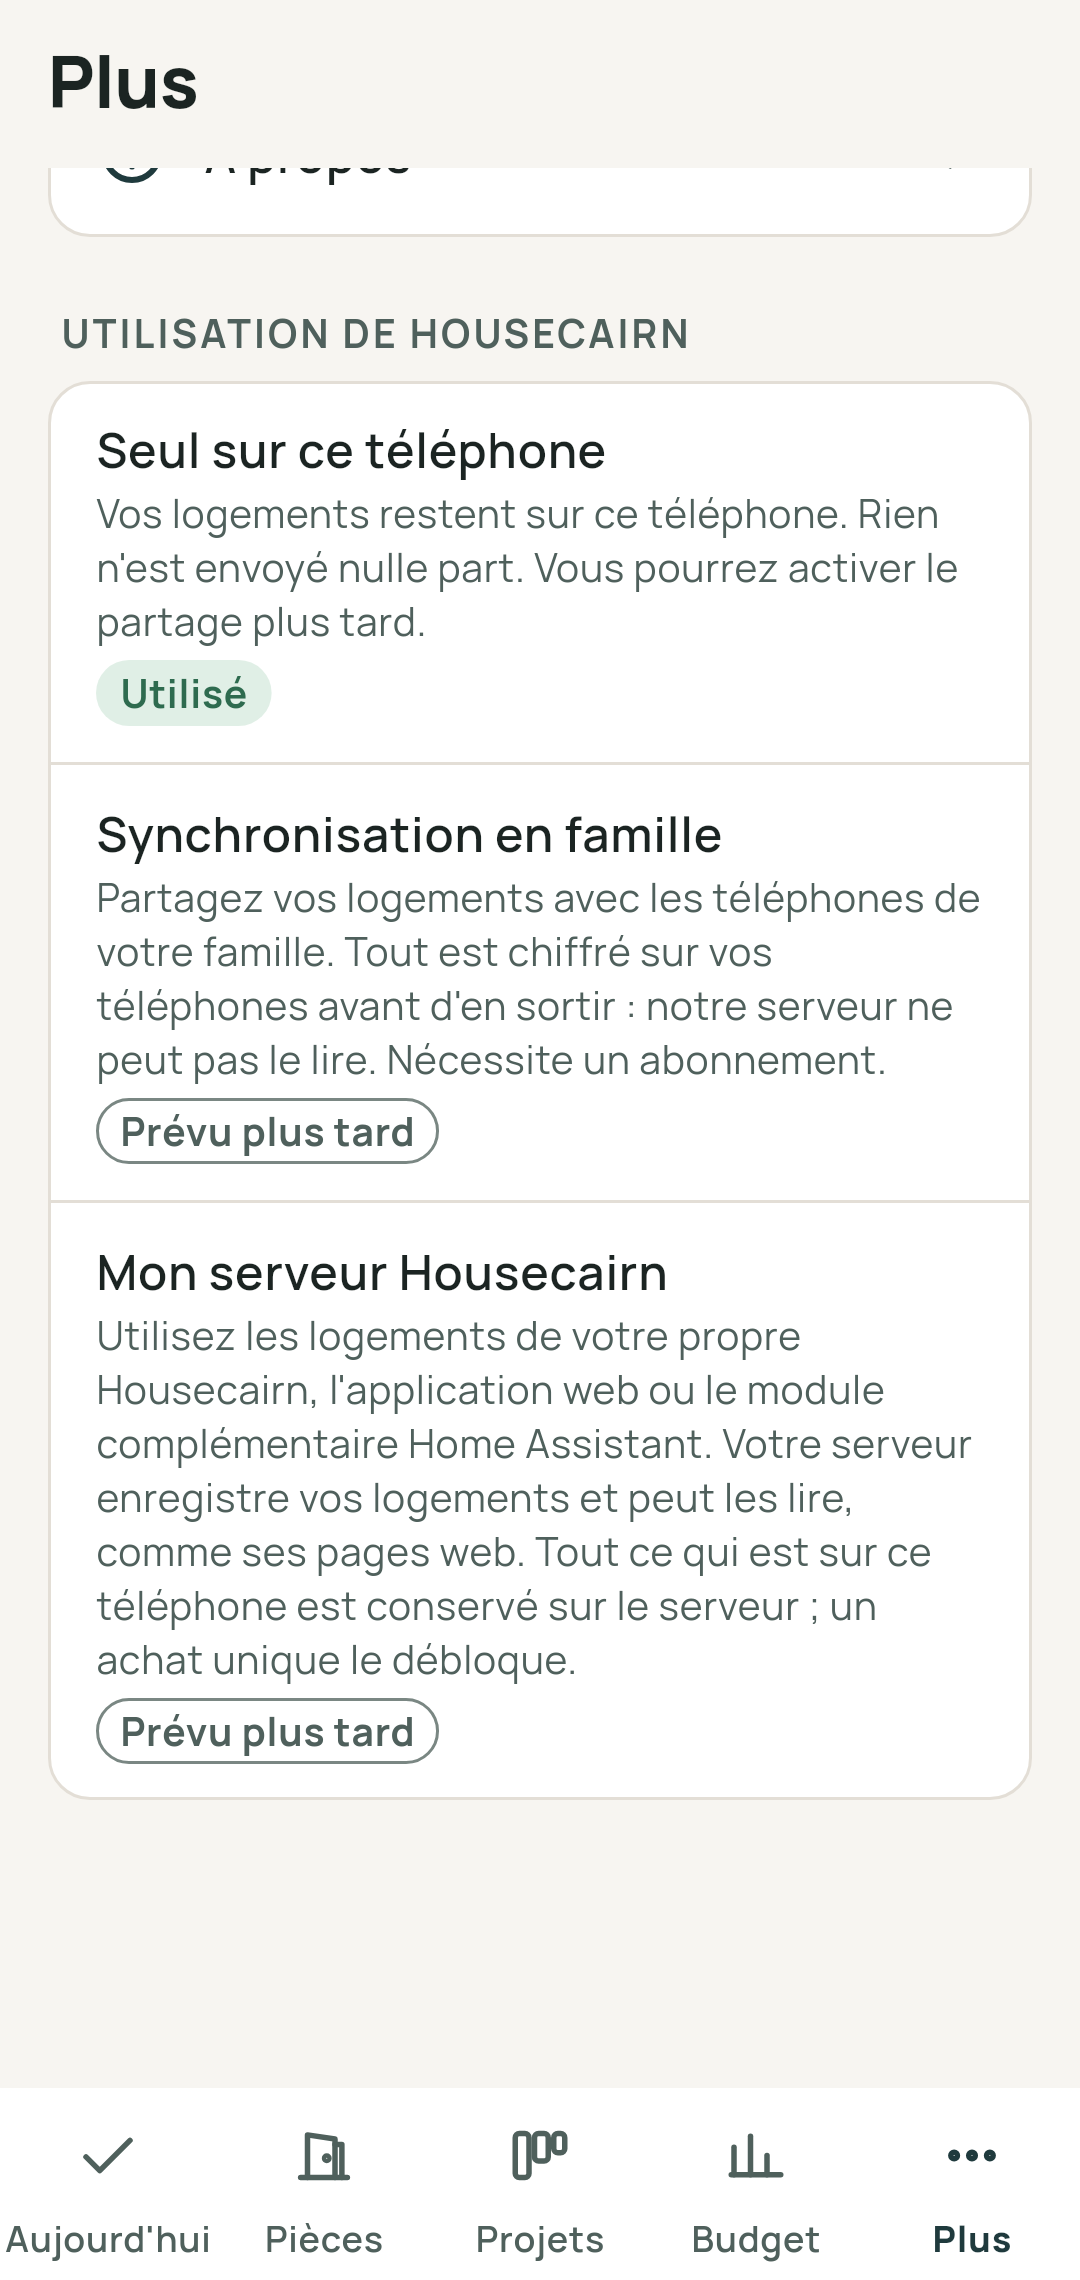 Plus
À propos
UTILISATION DE HOUSECAIRN
Seul sur ce téléphone
Vos logements restent sur ce téléphone. Rien
n'est envoyé nulle part. Vous pourrez activer le
partage plus tard.
Utilisé
Synchronisation en famille
Partagez vos logements avec les téléphones de
votre famille. Tout est chiffré sur vos
téléphones avant d'en sortir : notre serveur ne
peut pas le lire. Nécessite un abonnement.
Prévu plus tard
Mon serveur Housecairn
Utilisez les logements de votre propre
Housecairn, l'application web ou le module
complémentaire Home Assistant. Votre serveur
enregistre vos logements et peut les lire,
comme ses pages web. Tout ce qui est sur ce
téléphone est conservé sur le serveur ; un
achat unique le débloque.
Prévu plus tard
Aujourd'hui
Pièces
Projets
Budget
Plus